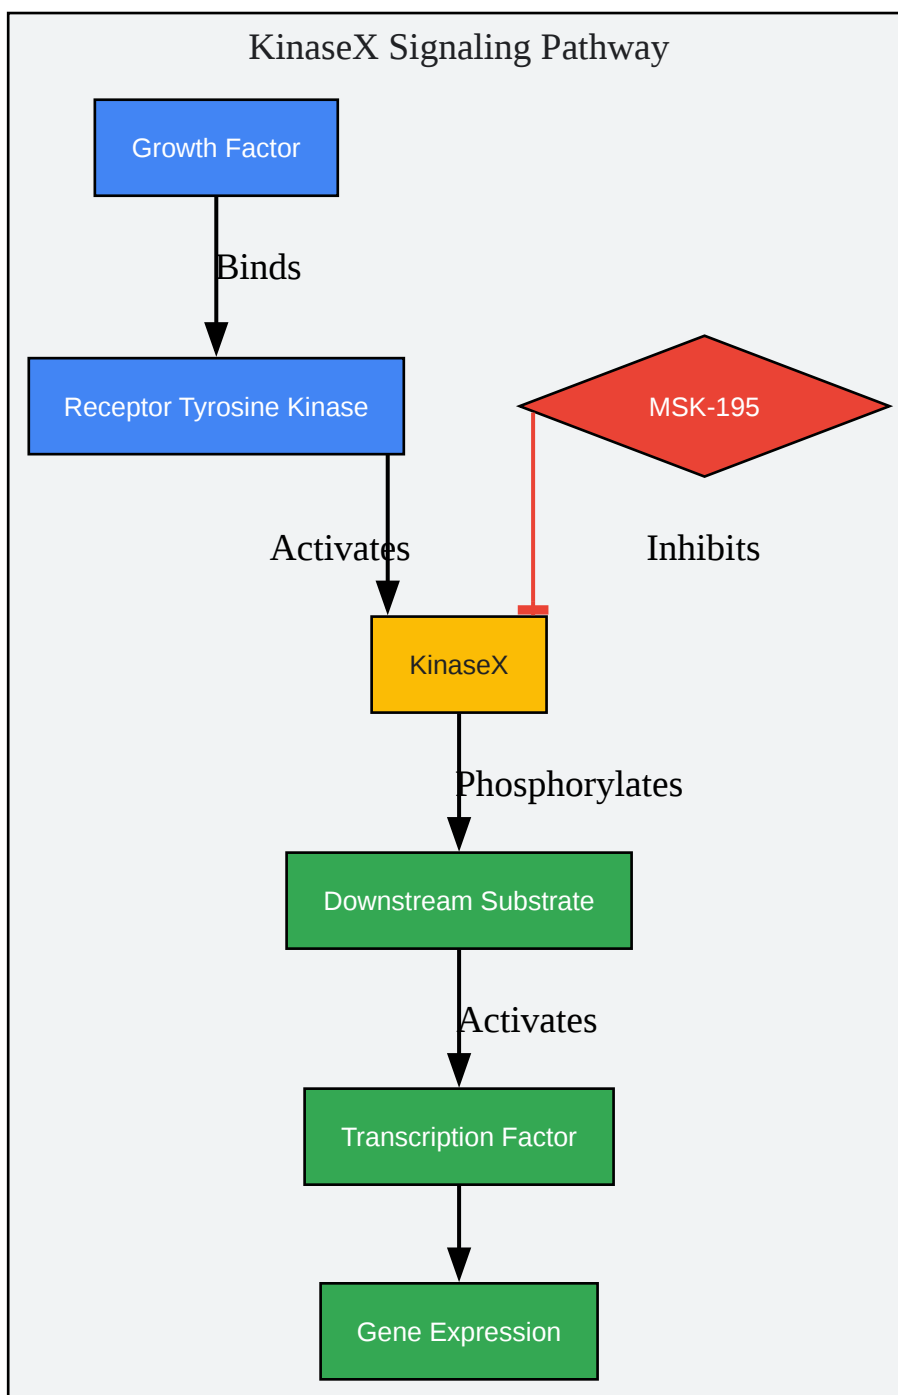 KinaseX Signaling Pathway
Growth Factor
Binds
Receptor Tyrosine Kinase
MSK-195
Activates
Inhibits
KinaseX
Phosphorylates
Downstream Substrate
Activates
Transcription Factor
Gene Expression